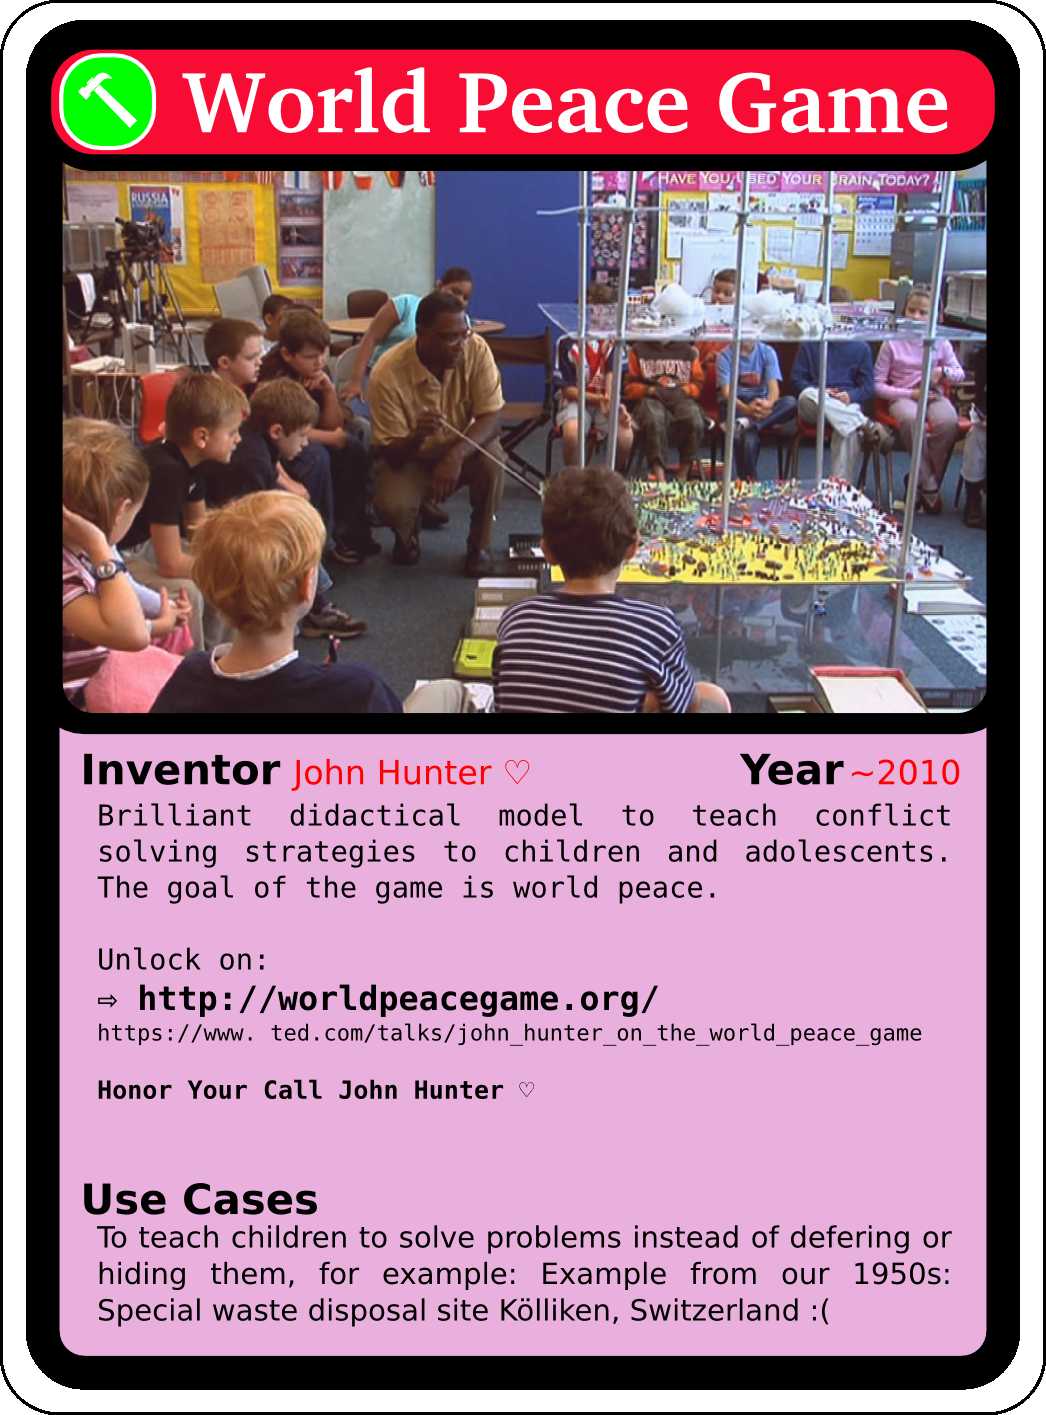 World Peace Game
RUSSIA
HAVE YOU USED YOUR BRAIN TODAY?
BROWNS
Inventor John Hunter ♡ Year ~2010
Brilliant didactical model to teach conflict
solving strategies to children and adolescents.
The goal of the game is world peace.
Unlock on:
⇨ http://worldpeacegame.org/
https://www. ted.com/talks/john_hunter_on_the_world_peace_game
Honor Your Call John Hunter ♡
Use Cases
To teach children to solve problems instead of defering or
hiding them, for example: Example from our 1950s:
Special waste disposal site Kölliken, Switzerland :(